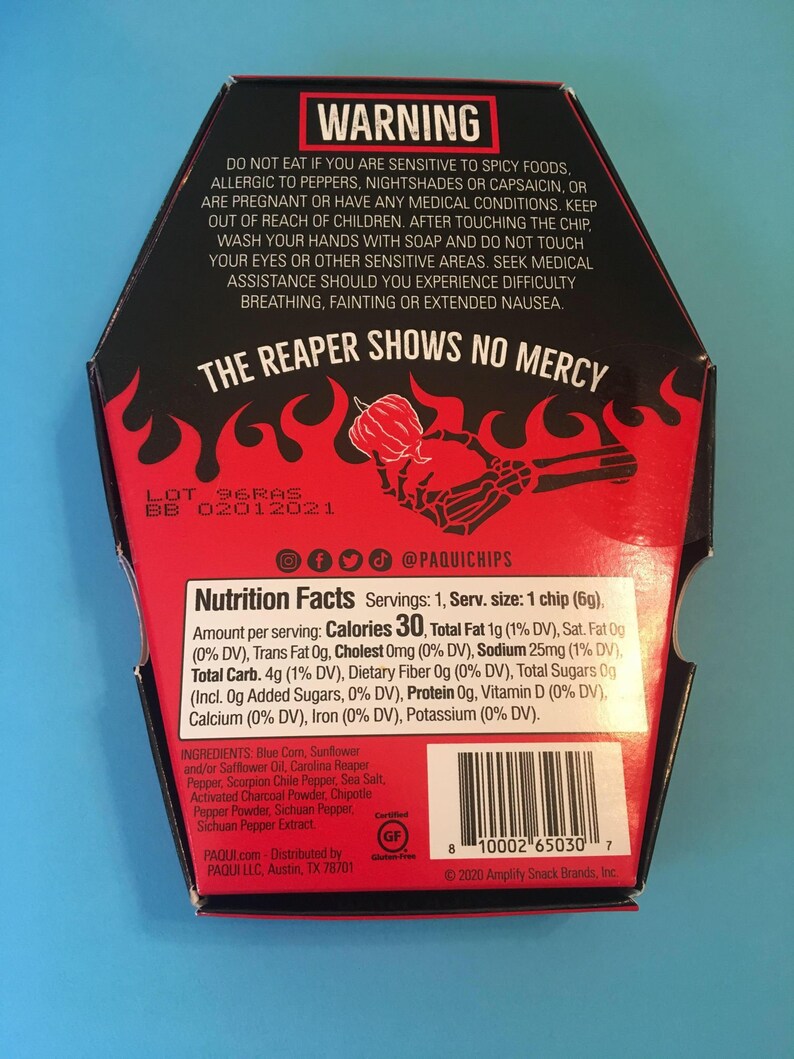 WARNING
DO NOT EAT IF YOU ARE SENSITIVE TO SPICY FOODS,
ALLERGIC TO PEPPERS, NIGHTSHADES OR CAPSAICIN, OR
ARE PREGNANT OR HAVE ANY MEDICAL CONDITIONS. KEEP
OUT OF REACH OF CHILDREN. AFTER TOUCHING THE CHIP,
WASH YOUR HANDS WITH SOAP AND DO NOT TOUCH
YOUR EYES OR OTHER SENSITIVE AREAS. SEEK MEDICAL
ASSISTANCE SHOULD YOU EXPERIENCE DIFFICULTY
BREATHING, FAINTING OR EXTENDED NAUSEA.
THE REAPER SHOWS NO MERCY
LOT 96RAS
BB 02012021
@PAQUICHIPS
Nutrition Facts Servings: 1, Serv. size: 1 chip (6g),
Amount per serving: Calories 30, Total Fat 1g (1% DV), Sat. Fat 0g
(0% DV), Trans Fat 0g, Cholest 0mg (0% DV), Sodium 25mg (1% DV),
Total Carb. 4g (1% DV), Dietary Fiber 0g (0% DV), Total Sugars 0g
(Incl. 0g Added Sugars, 0% DV), Protein 0g, Vitamin D (0% DV),
Calcium (0% DV), Iron (0% DV), Potassium (0% DV).
INGREDIENTS: Blue Corn, Sunflower
and/or Safflower Oil, Carolina Reaper
Pepper, Scorpion Chile Pepper, Sea Salt,
Activated Charcoal Powder, Chipotle
Pepper Powder, Sichuan Pepper,
Sichuan Pepper Extract.
PAQUI.com - Distributed by
PAQUI LLC, Austin, TX 78701
Certified
GF
Gluten-Free
8 10002 65030 7
© 2020 Amplify Snack Brands, Inc.